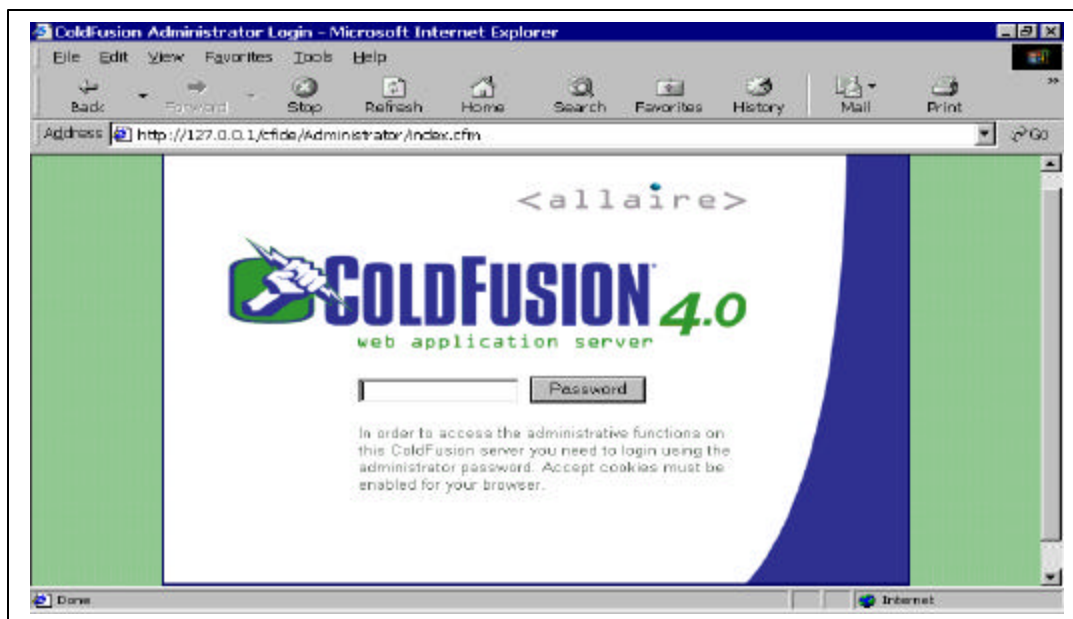 ColdFusion Administrator Login - Microsoft Internet Explorer
File Edit View Favorites Tools Help
Back Forward Stop Refresh Home Search Favorites History Mail Print »
Address http://127.0.0.1/cfide/Administrator/index.cfm Go
<allaire>
COLDFUSION 4.0
web application server
Password
In order to access the administrative functions on
this ColdFusion server you need to login using the
administrator password. Accept cookies must be
enabled for your browser.
Done Internet